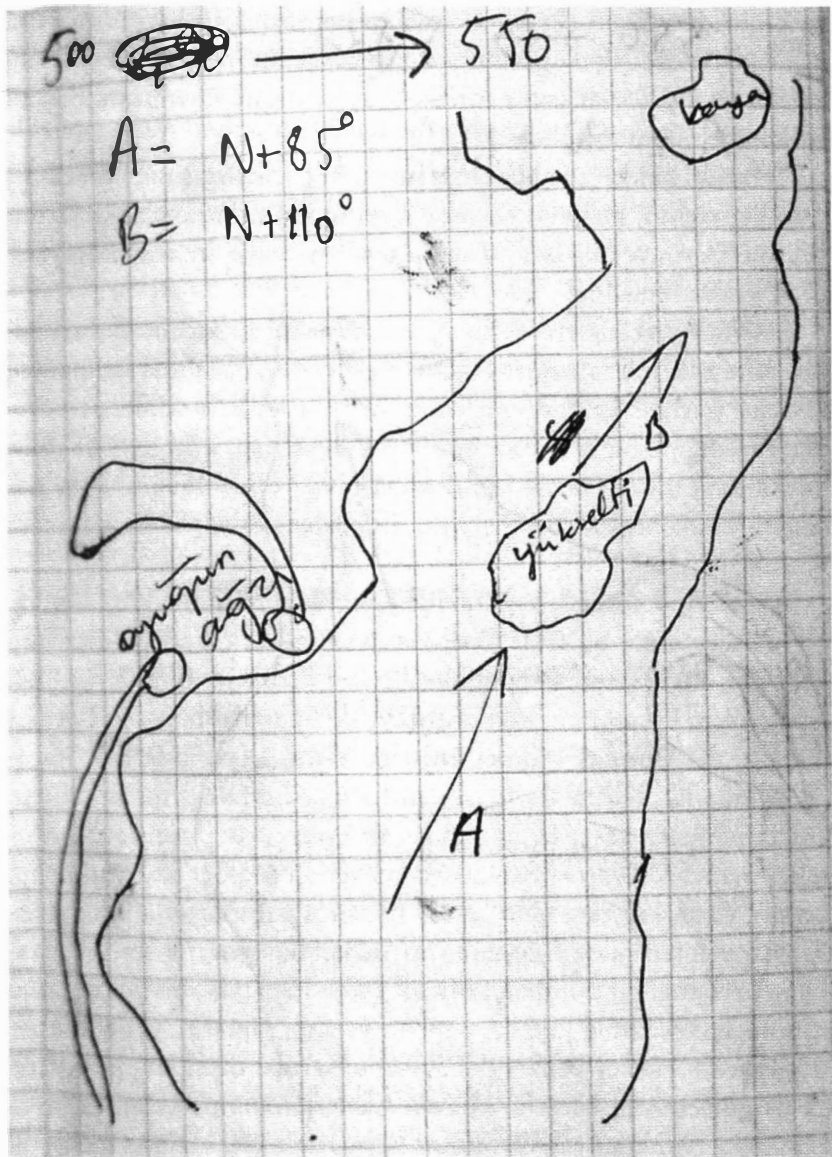 500 → 550
kaya
A = N+85°
B = N+110°
B
yükselti
ağzı
A